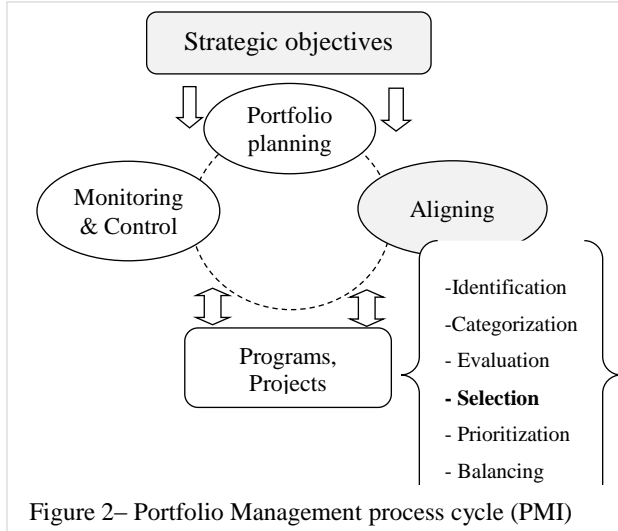 Strategic objectives
Portfolio
planning
Monitoring
& Control
Aligning
Programs,
Projects
-Identification
-Categorization
- Evaluation
- Selection
- Prioritization
- Balancing
Figure 2– Portfolio Management process cycle (PMI)